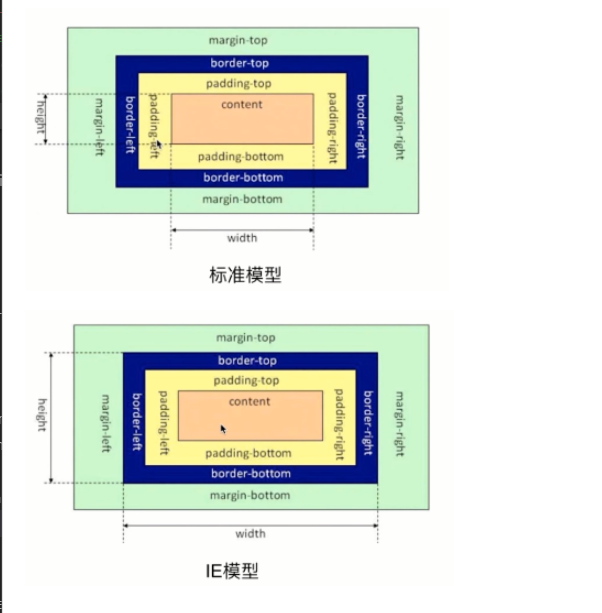 margin-top
border-top
padding-top
content
height
margin-left
border-left
padding-left
padding-right
border-right
margin-right
padding-bottom
border-bottom
margin-bottom
width
标准模型
margin-top
border-top
padding-top
content
height
margin-left
border-left
padding-left
padding-right
border-right
margin-right
padding-bottom
border-bottom
margin-bottom
width
IE模型